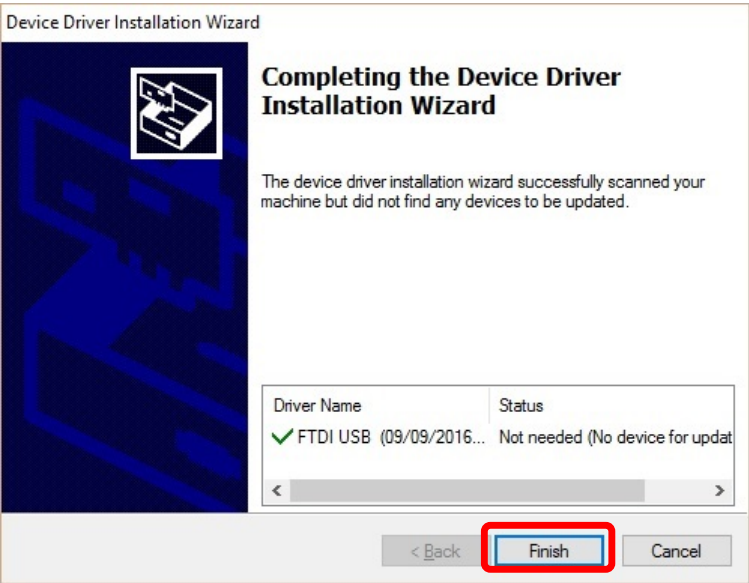 Device Driver Installation Wizard
Completing the Device Driver
Installation Wizard
The device driver installation wizard successfully scanned your
machine but did not find any devices to be updated.
Driver Name Status
FTDI USB (09/09/2016... Not needed (No device for updat
< Back Finish Cancel